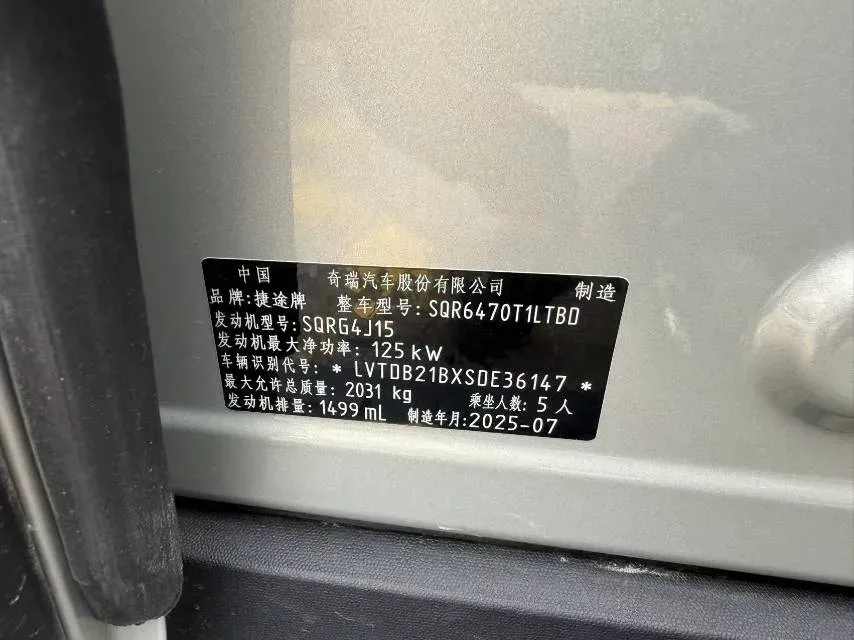 中国 奇瑞汽车股份有限公司 制造
品牌:捷途牌 整车型号:SQR6470T1LTBD
发动机型号:SQRG4J15
发动机最大净功率:125kW
车辆识别代号:* LVTDB21BXSDE36147 *
最大允许总质量:2031 kg 乘坐人数:5人
发动机排量:1499mL 制造年月:2025-07